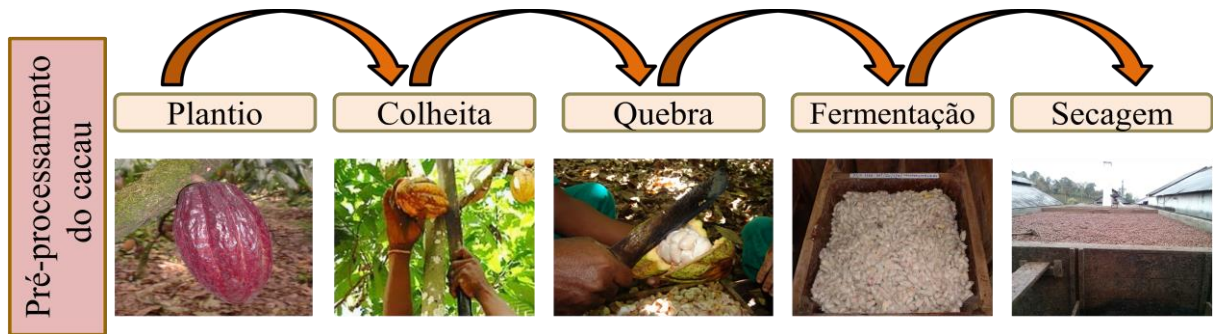 Pré-processamento
do cacau
Plantio
Colheita
Quebra
Fermentação
Secagem